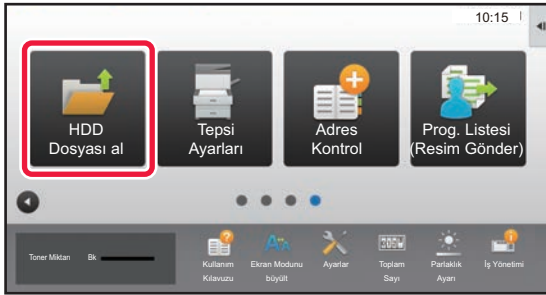 10:15
HDD
Dosyası al
Tepsi
Ayarları
Adres
Kontrol
Prog. Listesi
(Resim Gönder)
Toner Miktarı Bk
Kullanım
Kılavuzu
Ekran Modunu
büyült
Ayarlar
Toplam
Sayı
Parlaklık
Ayarı
İş Yönetimi